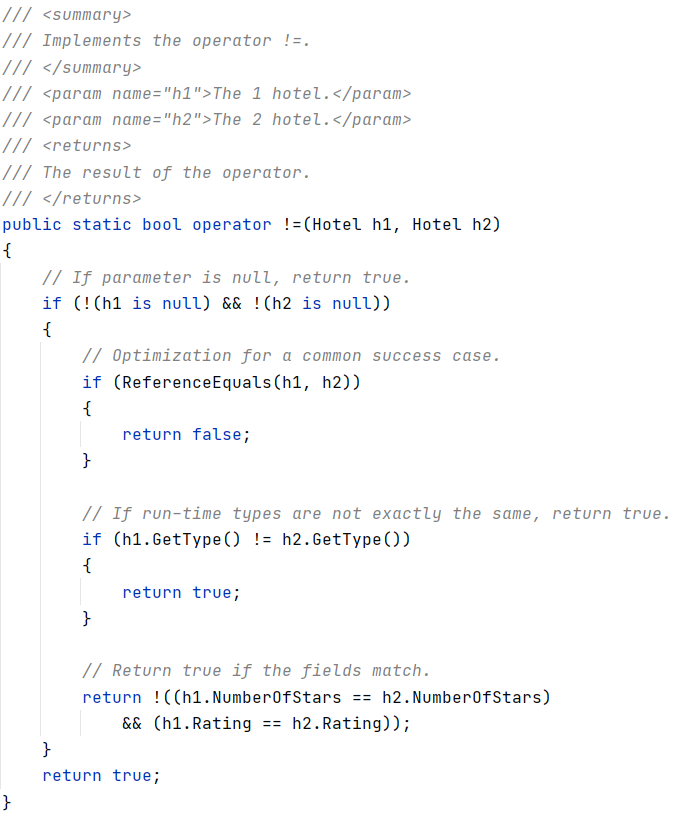 /// <summary>
/// Implements the operator !=.
/// </summary>
/// <param name="h1">The 1 hotel.</param>
/// <param name="h2">The 2 hotel.</param>
/// <returns>
/// The result of the operator.
/// </returns>
public static bool operator !=(Hotel h1, Hotel h2)
{
    // If parameter is null, return true.
    if (!(h1 is null) && !(h2 is null))
    {
        // Optimization for a common success case.
        if (ReferenceEquals(h1, h2))
        {
            return false;
        }

        // If run-time types are not exactly the same, return true.
        if (h1.GetType() != h2.GetType())
        {
            return true;
        }

        // Return true if the fields match.
        return !((h1.NumberOfStars == h2.NumberOfStars)
            && (h1.Rating == h2.Rating));
    }
    return true;
}